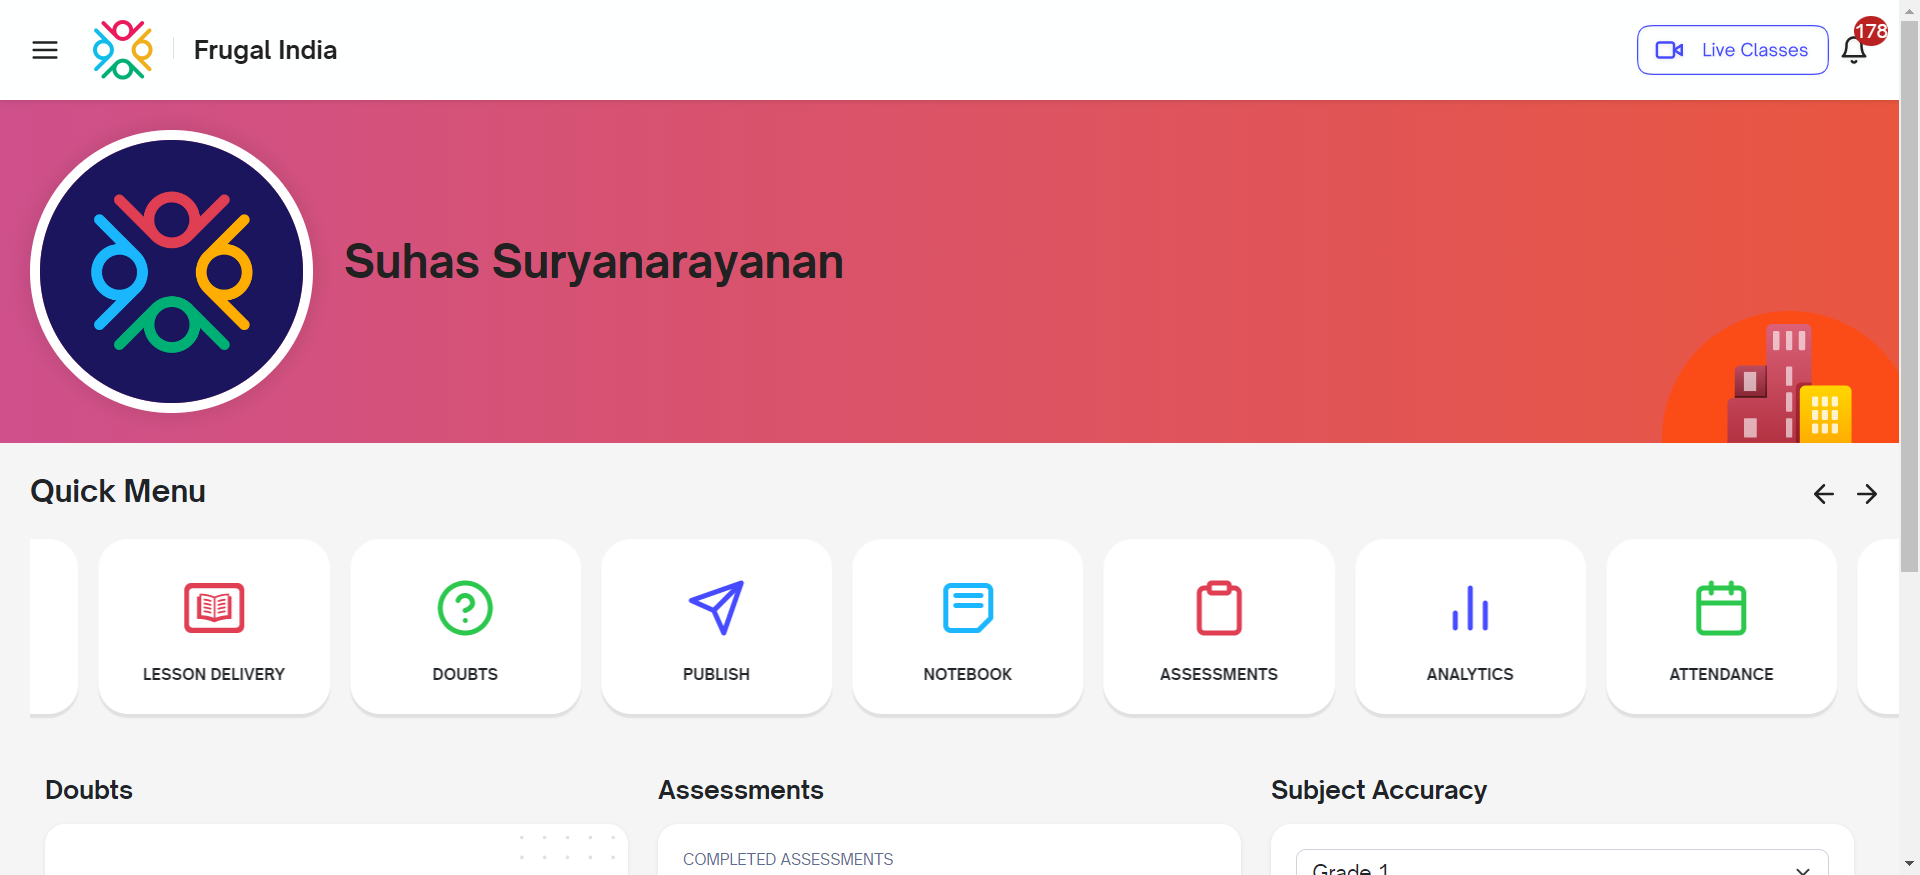 Frugal India
Live Classes
178
Suhas Suryanarayanan
Quick Menu
LESSON DELIVERY
DOUBTS
PUBLISH
NOTEBOOK
ASSESSMENTS
ANALYTICS
ATTENDANCE
Doubts
Assessments
Subject Accuracy
COMPLETED ASSESSMENTS
Grade 1